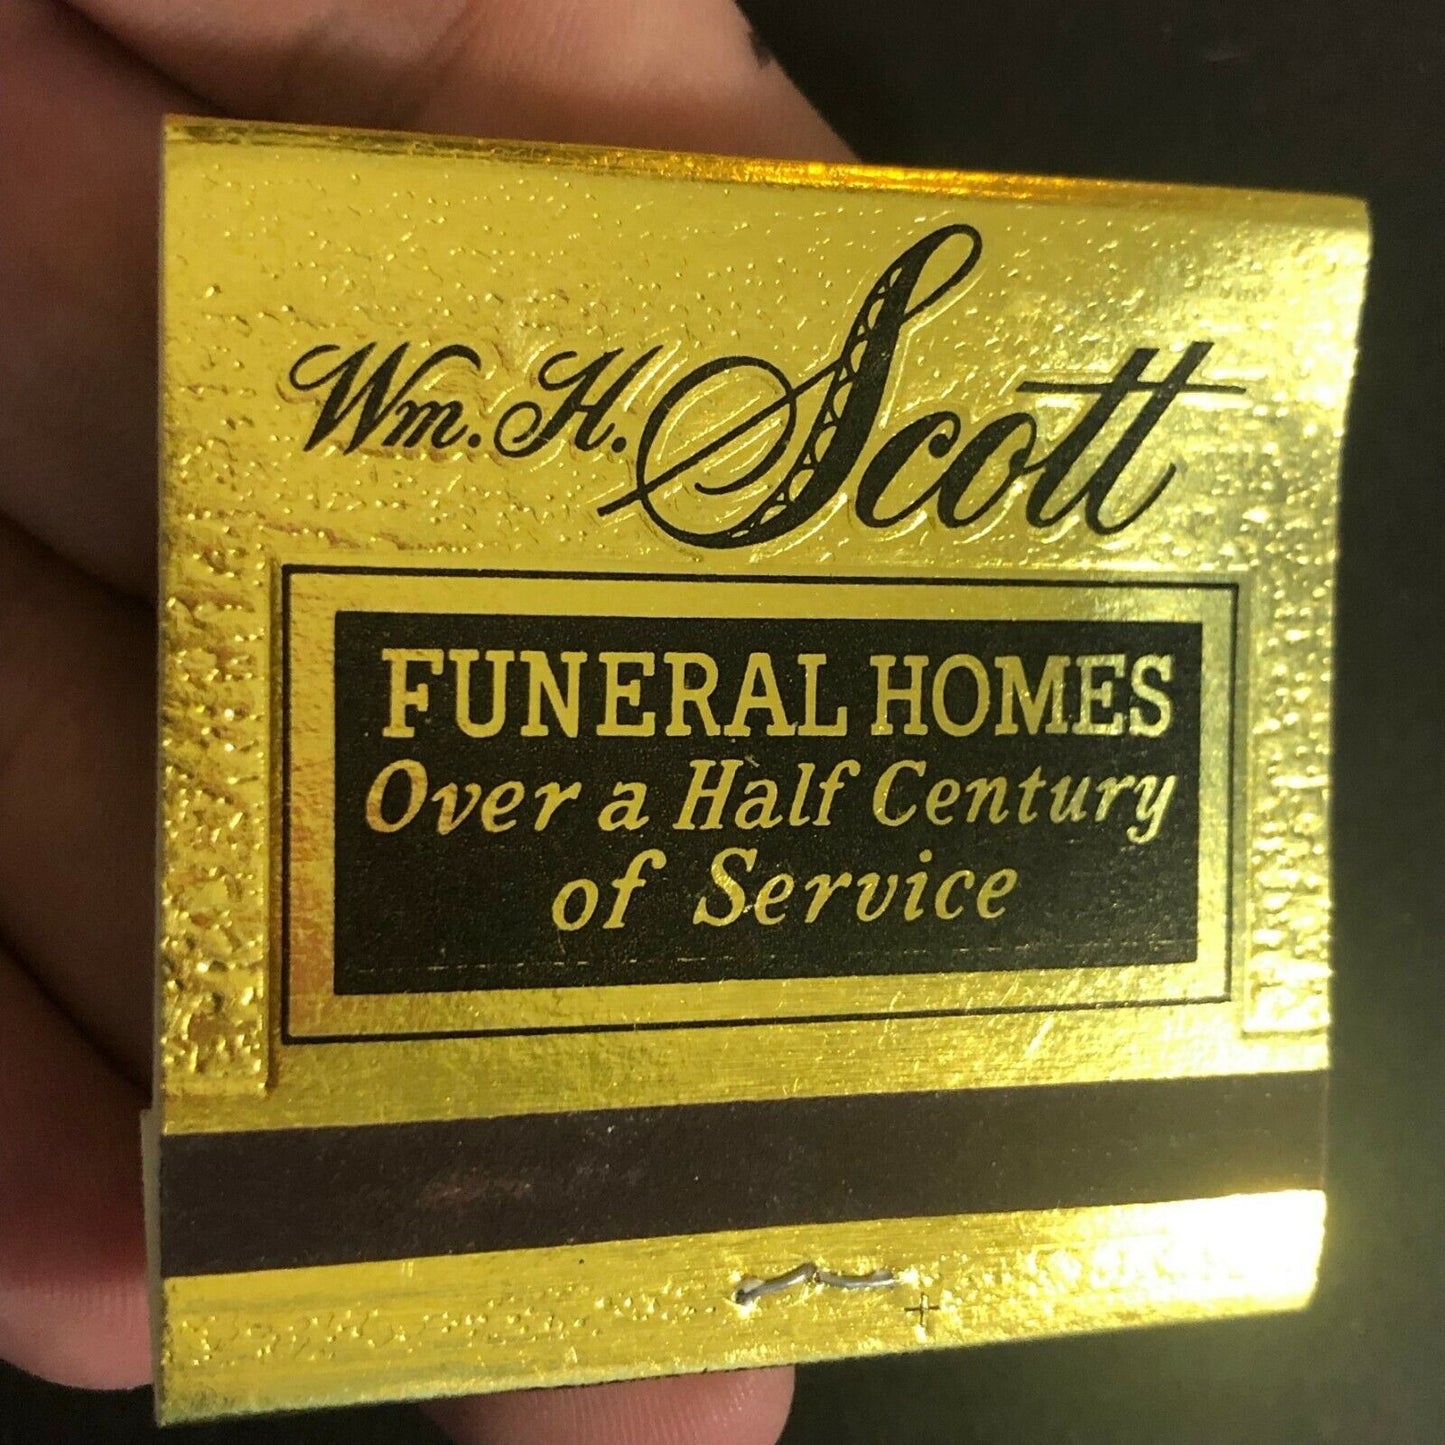 Wm. H. Scott
FUNERAL HOMES
Over a Half Century
of Service